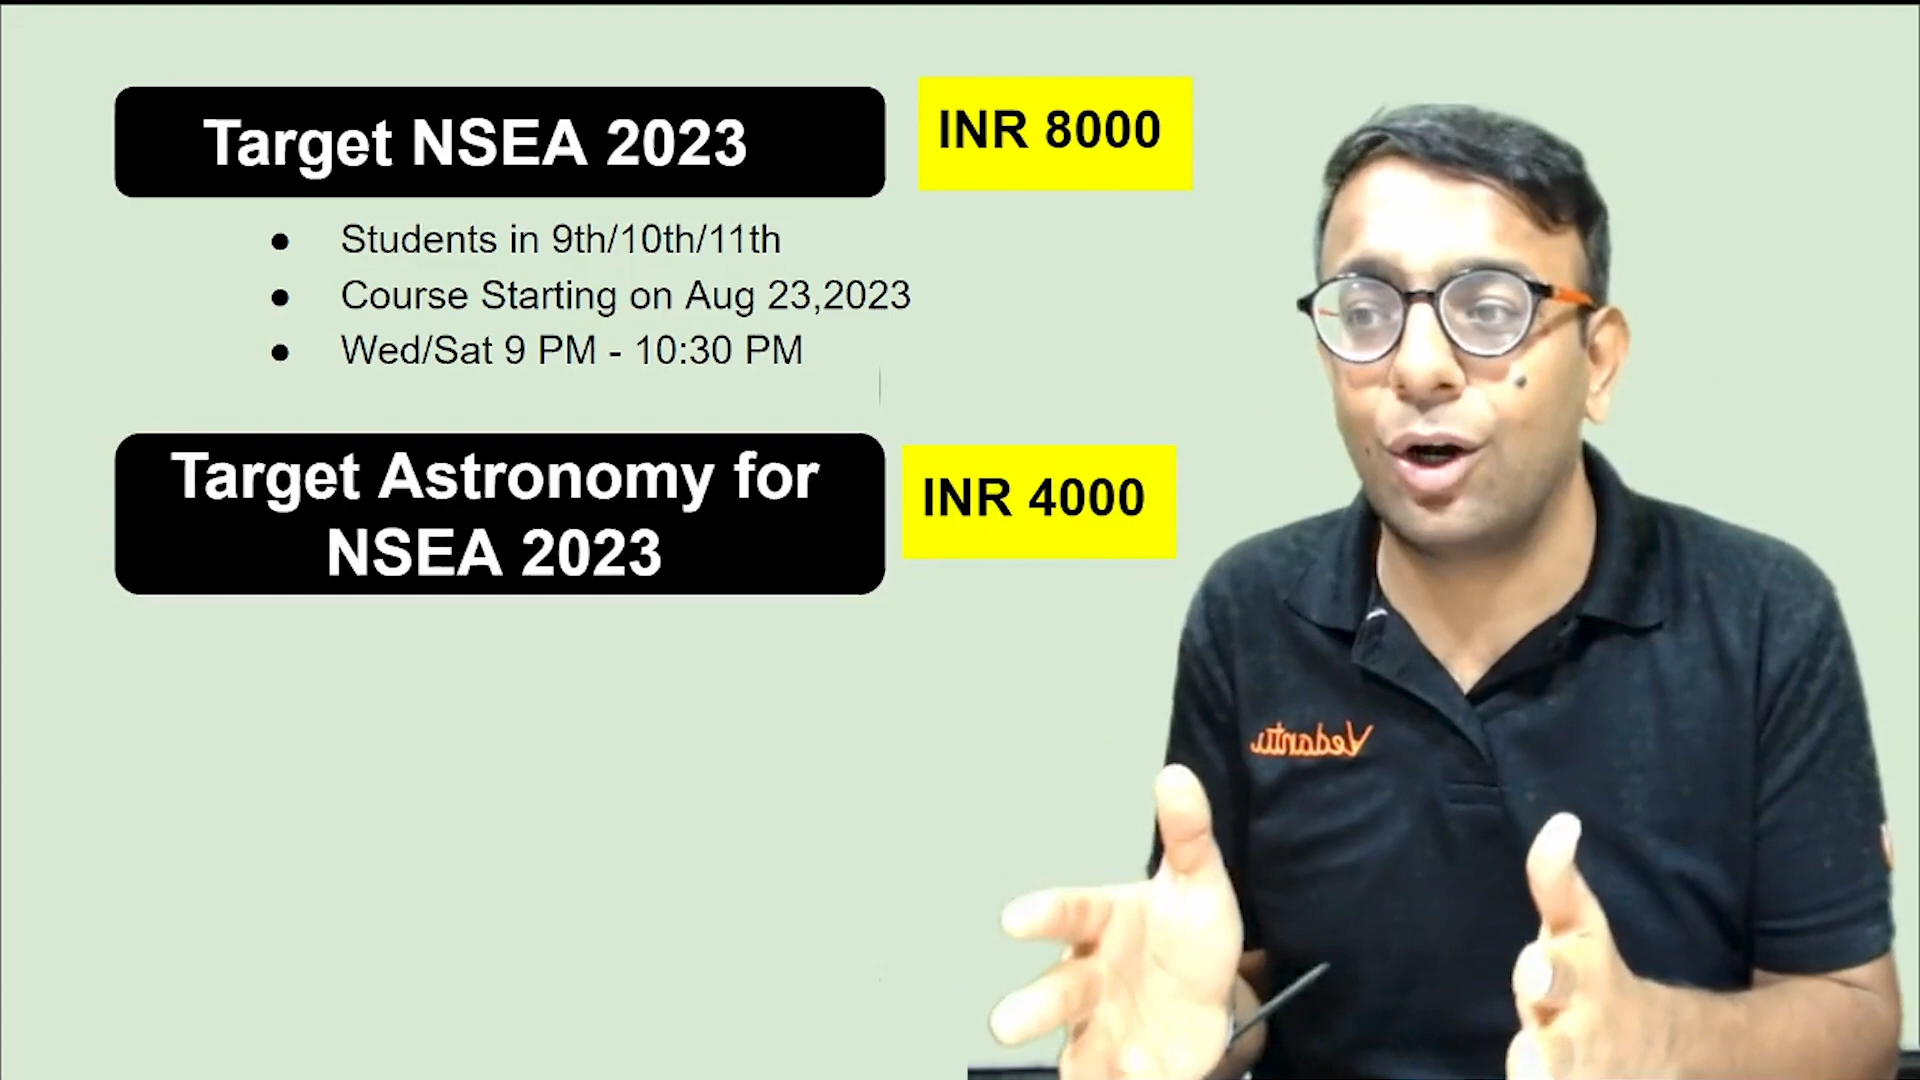 Target NSEA 2023
INR 8000
Students in 9th/10th/11th
Course Starting on Aug 23,2023
Wed/Sat 9 PM - 10:30 PM
Target Astronomy for
NSEA 2023
INR 4000
Vedantu